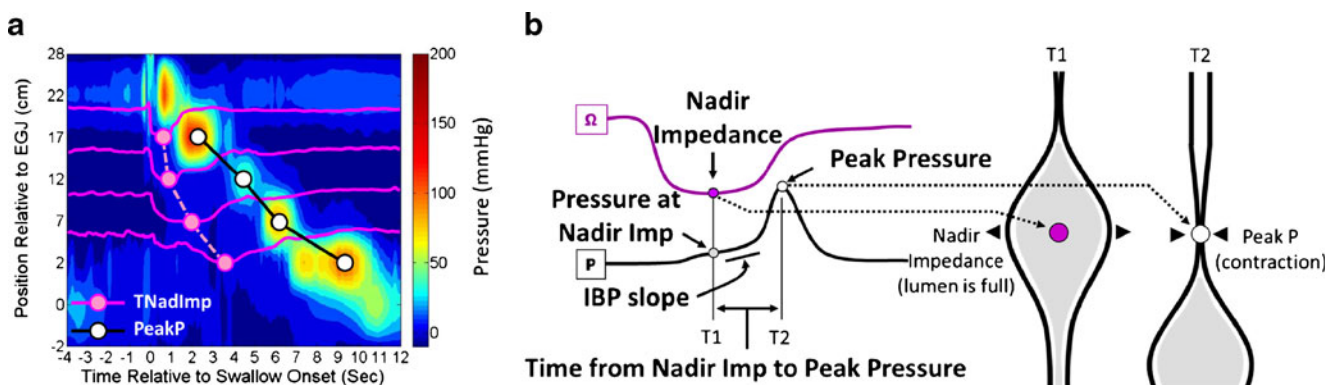 a
28
22
17
12
7
2
0
-2
Position Relative to EGJ (cm)
TNadImp
PeakP
-4 -3 -2 -1 0 1 2 3 4 5 6 7 8 9 10 11 12
Time Relative to Swallow Onset (Sec)
200
150
100
50
0
Pressure (mmHg)
b
Ω
Nadir
Impedance
Peak Pressure
Pressure at
Nadir Imp
P
IBP slope
T1
T2
Time from Nadir Imp to Peak Pressure
T1
T2
Nadir
Impedance
(lumen is full)
Peak P
(contraction)